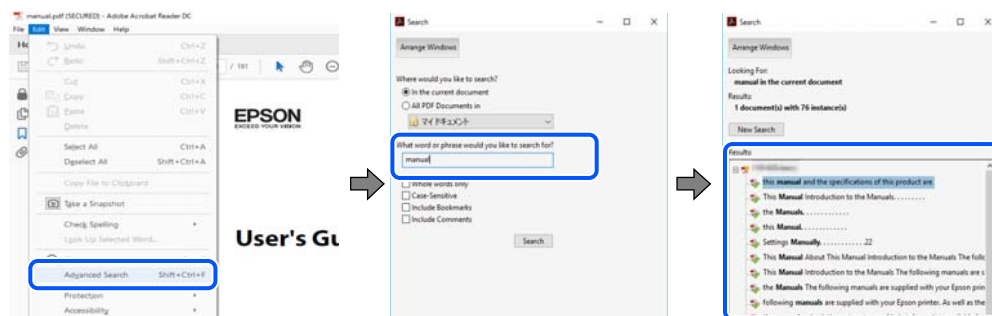 manual.pdf (SECURED) - Adobe Acrobat Reader DC
File Edit View Window Help
Undo Ctrl+Z
Redo Shift+Ctrl+Z
Cut Ctrl+X
Copy Ctrl+C
Paste Ctrl+V
Delete
Select All Ctrl+A
Deselect All Shift+Ctrl+A
Copy File to Clipboard
Take a Snapshot
Check Spelling
Look Up Selected Word...
Advanced Search Shift+Ctrl+F
Protection
Accessibility
/ 191
EPSON
EXCEED YOUR VISION
User's Gu
Search
Arrange Windows
Where would you like to search?
In the current document
All PDF Documents in
マイ ドキュメント
What word or phrase would you like to search for?
manual
Whole words only
Case-Sensitive
Include Bookmarks
Include Comments
Search
Search
Arrange Windows
Looking For:
manual in the current document
Results:
1 document(s) with 76 instance(s)
New Search
Results:
this manual and the specifications of this product are
This Manual Introduction to the Manuals. . . . . . . . .
the Manuals. . . . . . . . . . . . .
this Manual. . . . . . . . . . . . .
Settings Manually. . . . . . . . . . . .22
This Manual About This Manual Introduction to the Manuals The follo
This Manual Introduction to the Manuals The following manuals are s
the Manuals The following manuals are supplied with your Epson prin
following manuals are supplied with your Epson printer. As well as the